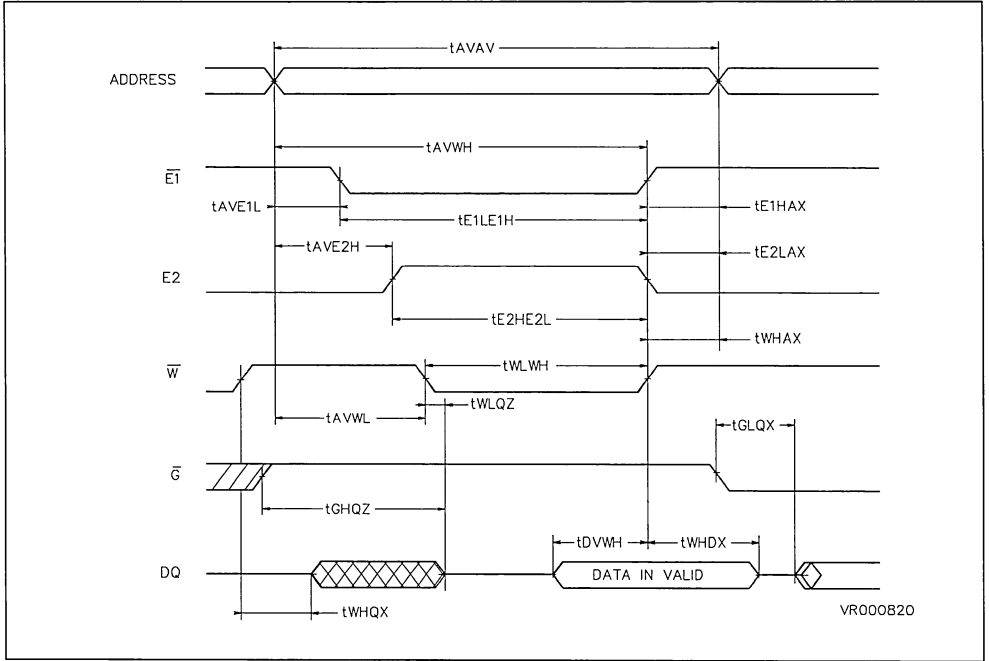 tAVAV
ADDRESS
tAVWH
E1
tAVE1L
tE1LE1H
tE1HAX
tAVE2H
tE2LAX
E2
tE2HE2L
tWHAX
W
tWLWH
tWLQZ
tAVWL
tGLQX
G
tGHQZ
tDVWH
tWHDX
DQ
DATA IN VALID
tWHQX
VR000820